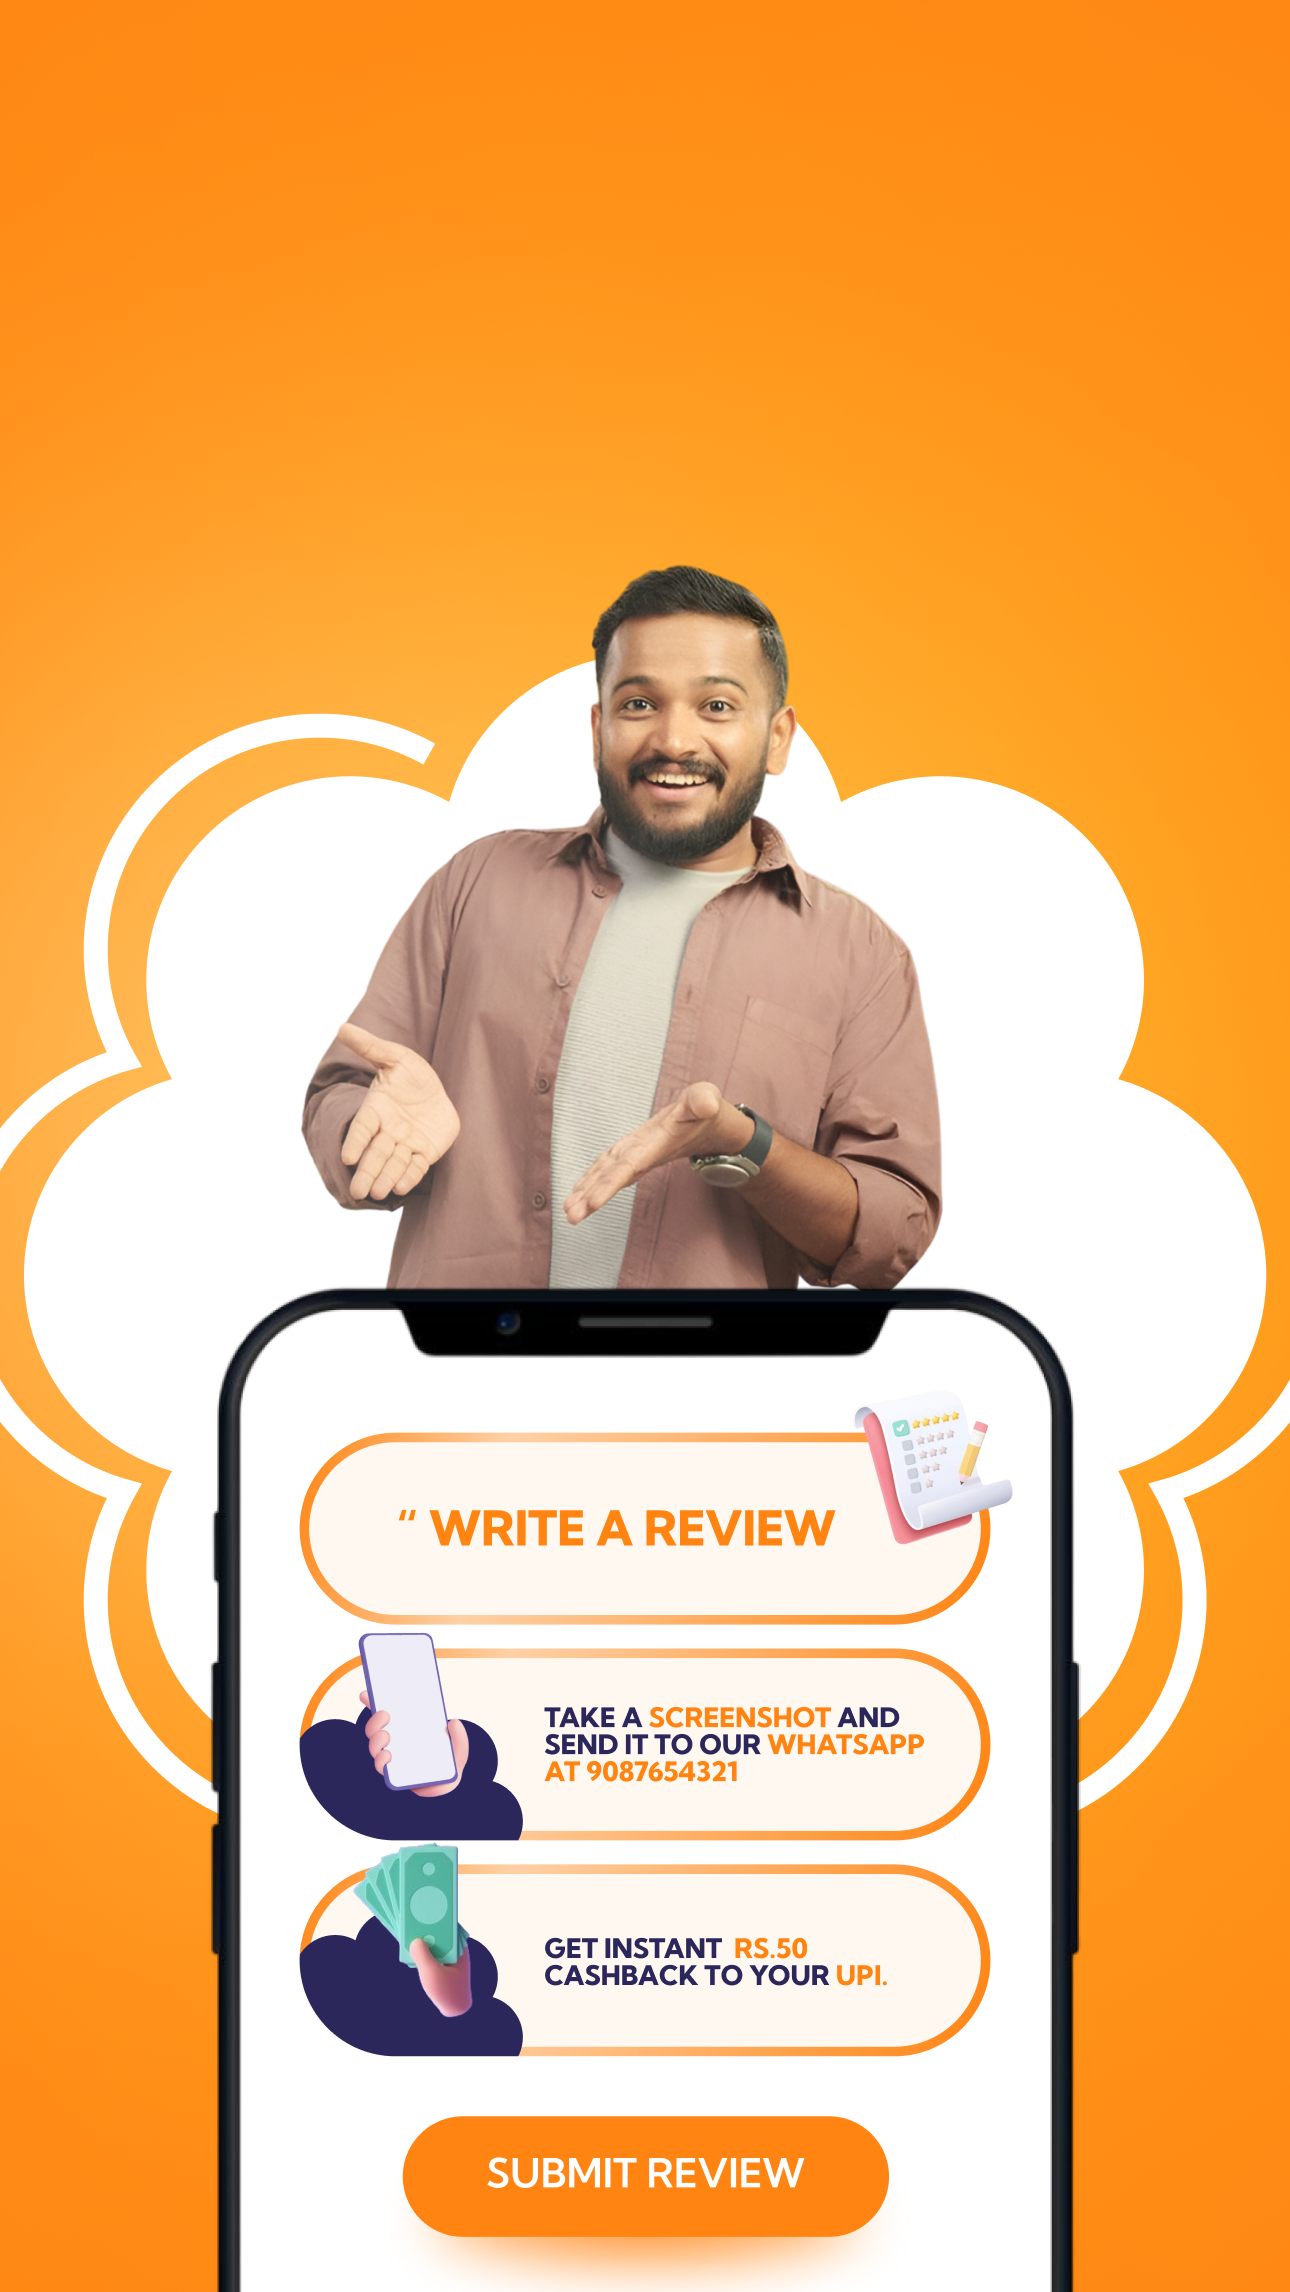 “ WRITE A REVIEW
TAKE A SCREENSHOT AND
SEND IT TO OUR WHATSAPP
AT 9087654321
GET INSTANT RS.50
CASHBACK TO YOUR UPI.
SUBMIT REVIEW